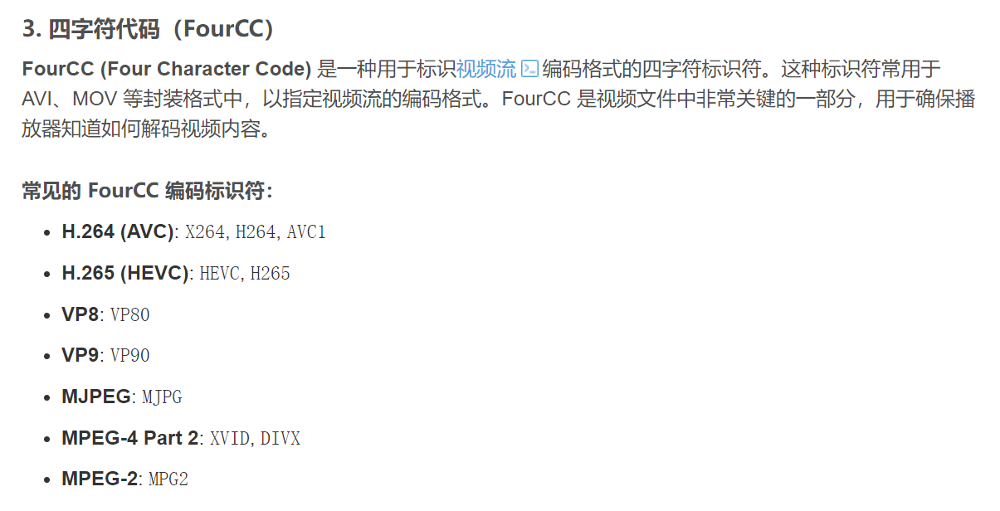 3. 四字符代码（FourCC）
FourCC (Four Character Code) 是一种用于标识视频流编码格式的四字符标识符。这种标识符常用于
AVI、MOV 等封装格式中，以指定视频流的编码格式。FourCC 是视频文件中非常关键的一部分，用于确保播
放器知道如何解码视频内容。
常见的 FourCC 编码标识符：
• H.264 (AVC): X264, H264, AVC1
• H.265 (HEVC): HEVC, H265
• VP8: VP80
• VP9: VP90
• MJPEG: MJPG
• MPEG-4 Part 2: XVID, DIVX
• MPEG-2: MPG2